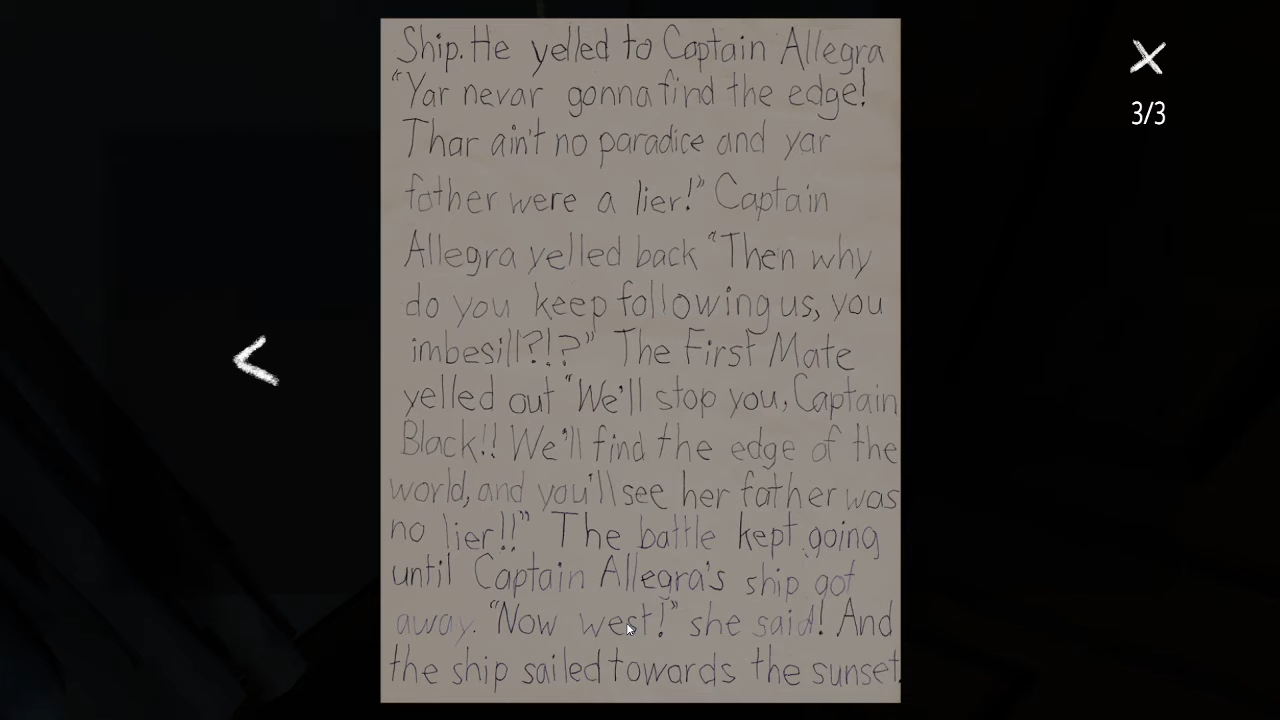 Ship. He yelled to Captain Allegra
"Yar nevar gonna find the edge!
Thar ain't no paradice and yar
father were a lier!" Captain
Allegra yelled back "Then why
do you keep following us, you
imbesill?!?" The First Mate
yelled out "We'll stop you, Captain
Black!! We'll find the edge of the
world, and you'll see her father was
no lier!!" The battle kept going
until Captain Allegra's ship got
away. "Now west!" she said! And
the ship sailed towards the sunset.
3/3